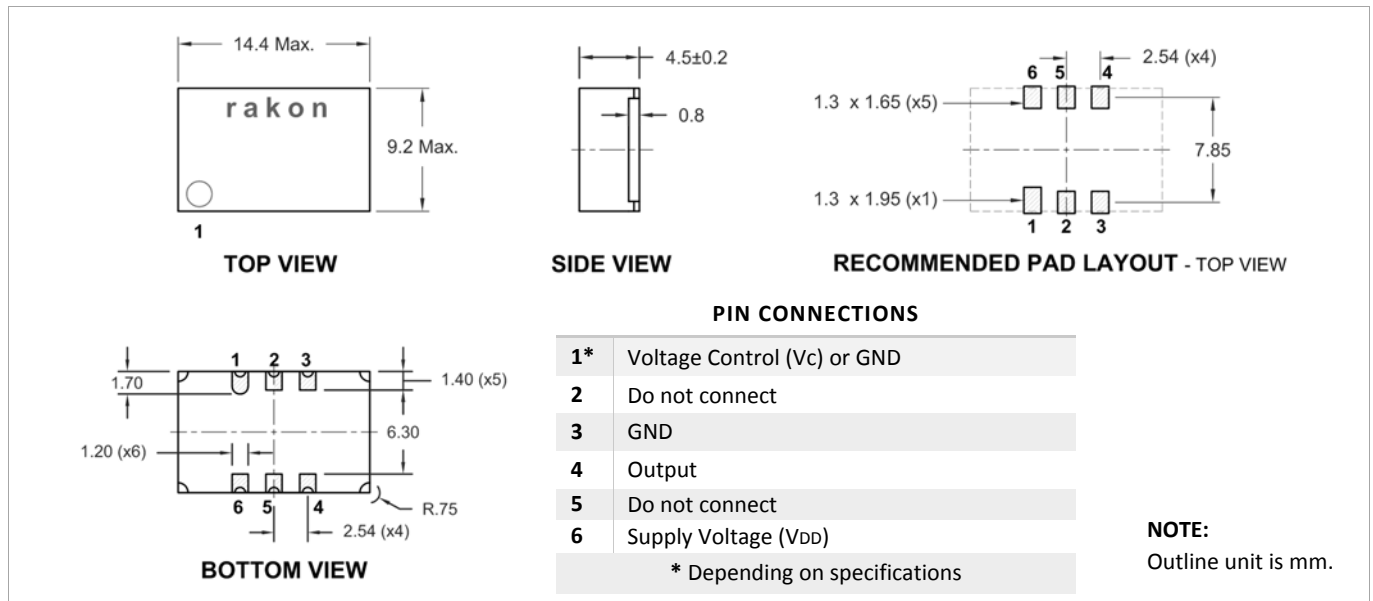 14.4 Max.
rakon
9.2 Max.
1
TOP VIEW
4.5±0.2
0.8
SIDE VIEW
2.54 (x4)
6 5 4
1.3 x 1.65 (x5)
7.85
1.3 x 1.95 (x1)
1 2 3
RECOMMENDED PAD LAYOUT - TOP VIEW
1 2 3
1.70
1.40 (x5)
6.30
1.20 (x6)
6 5 4
R.75
2.54 (x4)
BOTTOM VIEW
PIN CONNECTIONS
1* Voltage Control (Vc) or GND
2 Do not connect
3 GND
4 Output
5 Do not connect
6 Supply Voltage (VDD)
* Depending on specifications
NOTE:
Outline unit is mm.